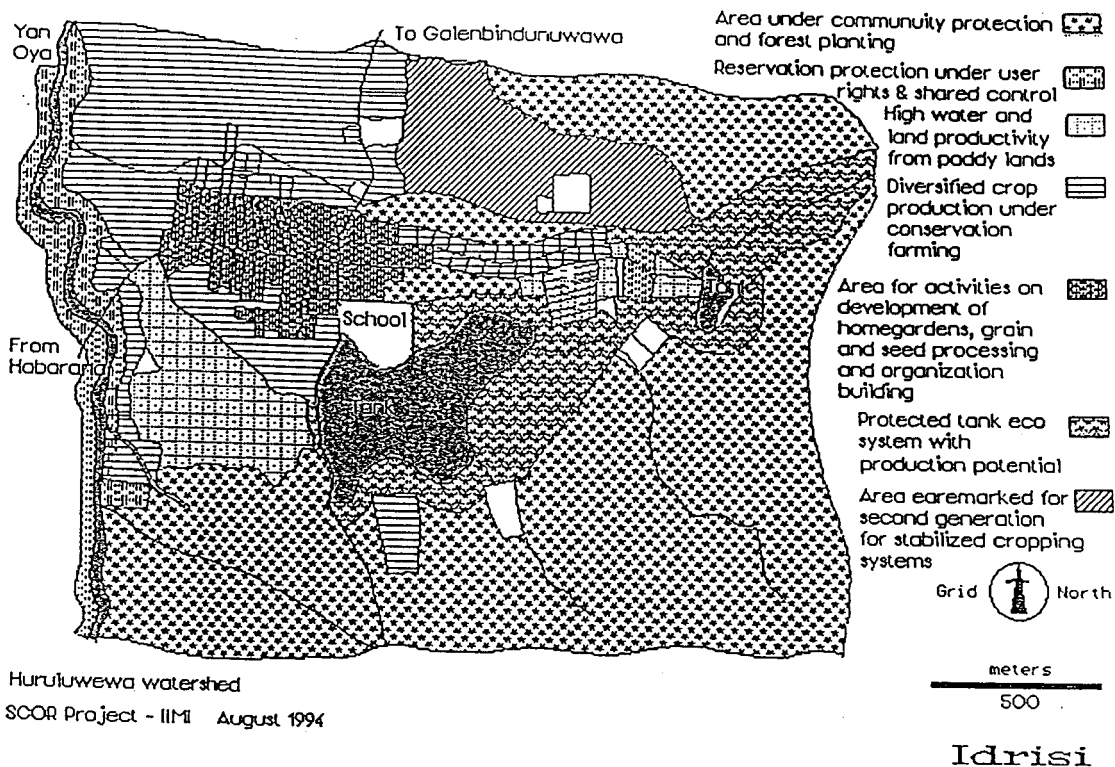 Yan
Oya
To Galenbindunuwawa
School
Tank
Tank
From
Habarana
Area under communuity protection
and forest planting
Reservation protection under user
rights & shared control
High water and
land productivity
from paddy lands
Diversified crop
production under
conservation
farming
Area for activities on
development of
homegardens, grain
and seed processing
and organization
building
Protected tank eco
system with
production potential
Area earemarked for
second generation
for stabilized cropping
systems
Grid North
meters
500
Huruluwewa watershed
SCOR Project - IIMI August 1994
Idrisi